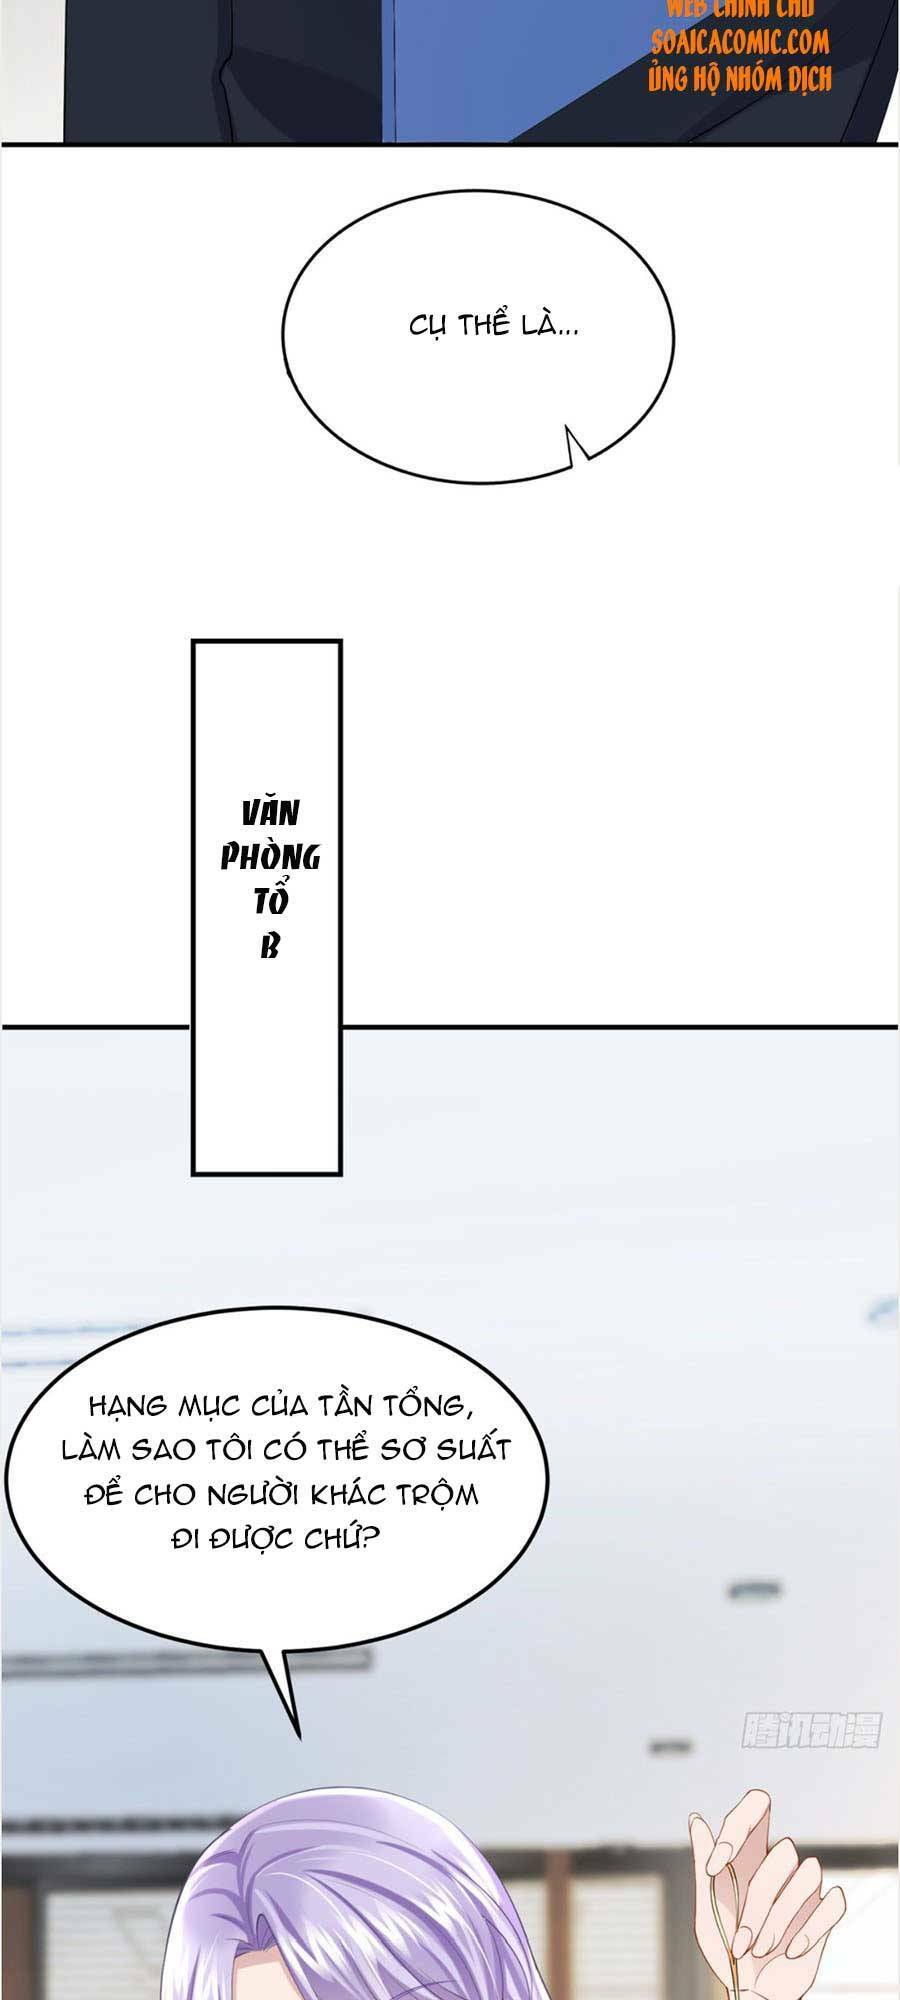 WEB CHÍNH CHỦ
SOAICACOMIC.COM
ỦNG HỘ NHÓM DỊCH
CỤ THỂ LÀ...
VĂN
PHÒNG
TỔ
B
HẠNG MỤC CỦA TẦN TỔNG,
LÀM SAO TÔI CÓ THỂ SƠ SUẤT
ĐỂ CHO NGƯỜI KHÁC TRỘM
ĐI ĐƯỢC CHỨ?
腾讯动漫